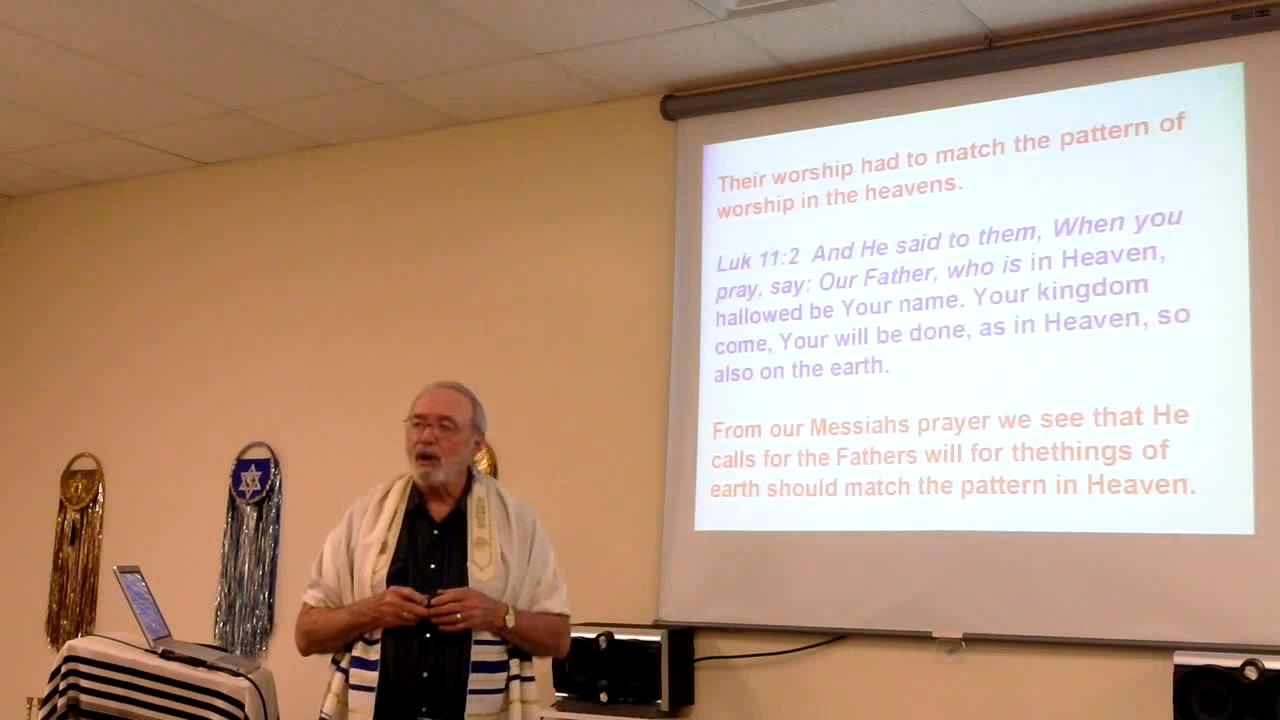 Their worship had to match the pattern of
worship in the heavens.
Luk 11:2 And He said to them, When you
pray, say: Our Father, who is in Heaven,
hallowed be Your name. Your kingdom
come, Your will be done, as in Heaven, so
also on the earth.
From our Messiahs prayer we see that He
calls for the Fathers will for thethings of
earth should match the pattern in Heaven.